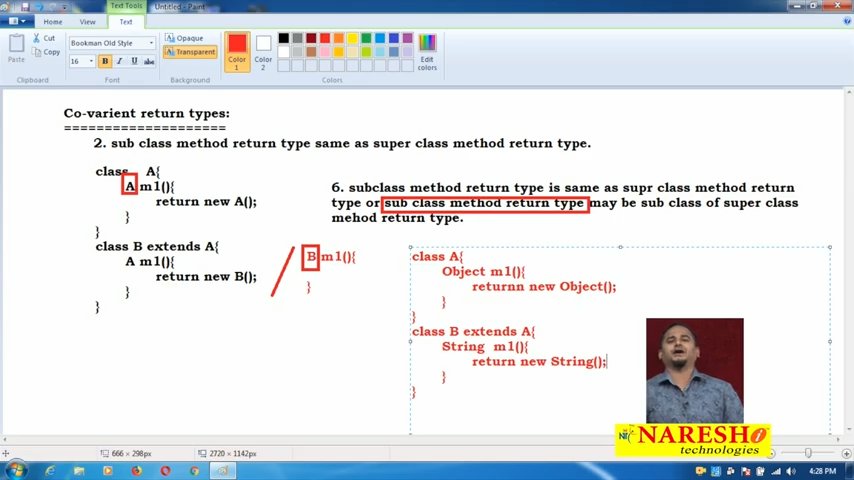 Text Tools
Untitled - Paint
Home
View
Text
Paste
Cut
Copy
Clipboard
Bookman Old Style
16
B
I
U
abc
Font
Opaque
Transparent
Background
Color
1
Color
2
Colors
Edit
colors
Co-varient return types:
====================
2. sub class method return type same as super class method return type.
class A{
A m1(){
return new A();
}
}
class B extends A{
A m1(){
return new B();
}
}
B m1(){
}
6. subclass method return type is same as supr class method return
type or sub class method return type may be sub class of super class
mehod return type.
class A{
Object m1(){
returnn new Object();
}
}
class B extends A{
String m1(){
return new String();
}
}
NARESH i
technologies
666 × 298px
2720 × 1142px
4:28 PM